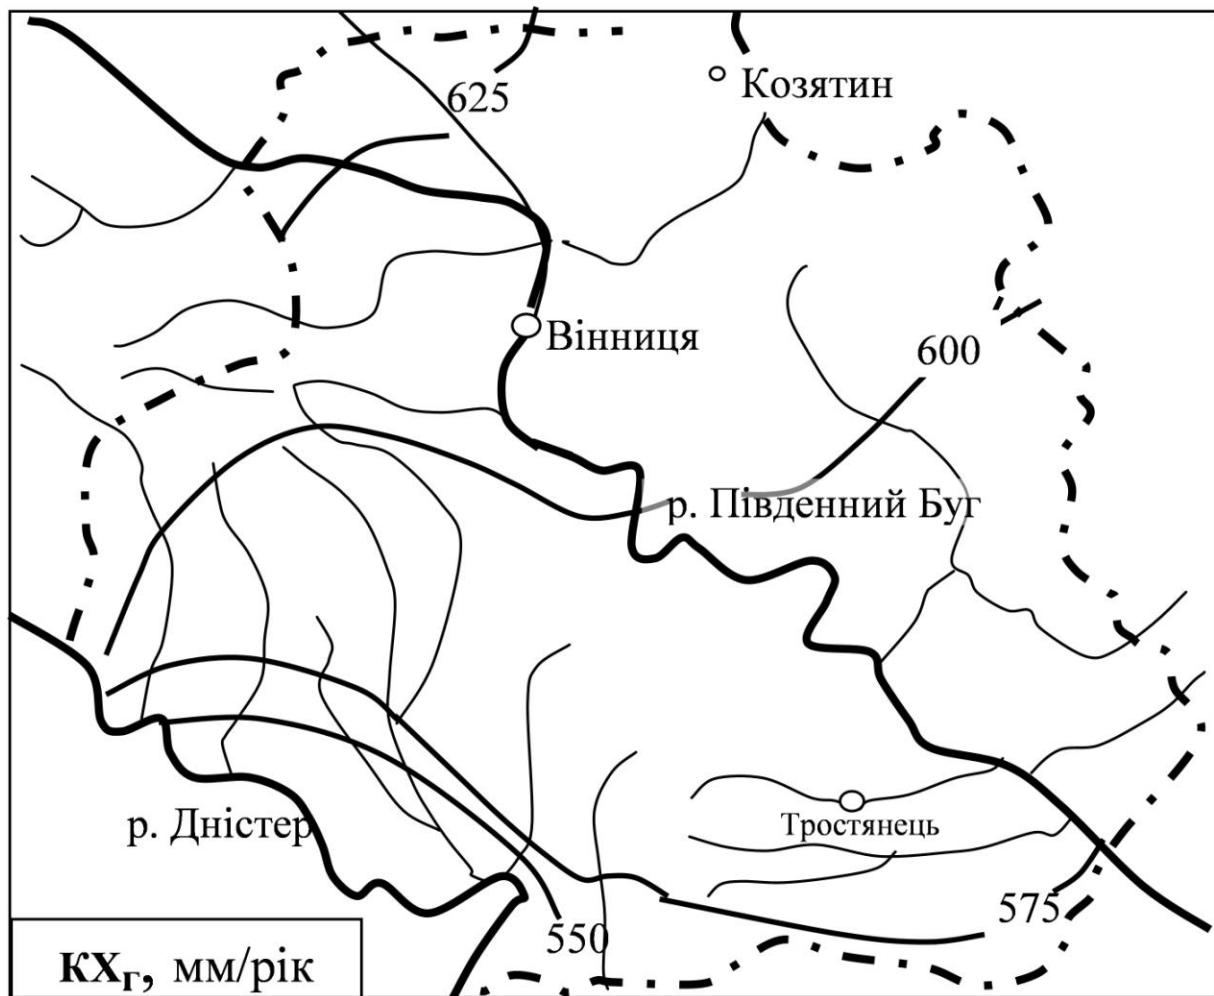 Козятин
625
Вінниця
600
р. Південний Буг
р. Дністер
Тростянець
575
550
КХГ, мм/рік